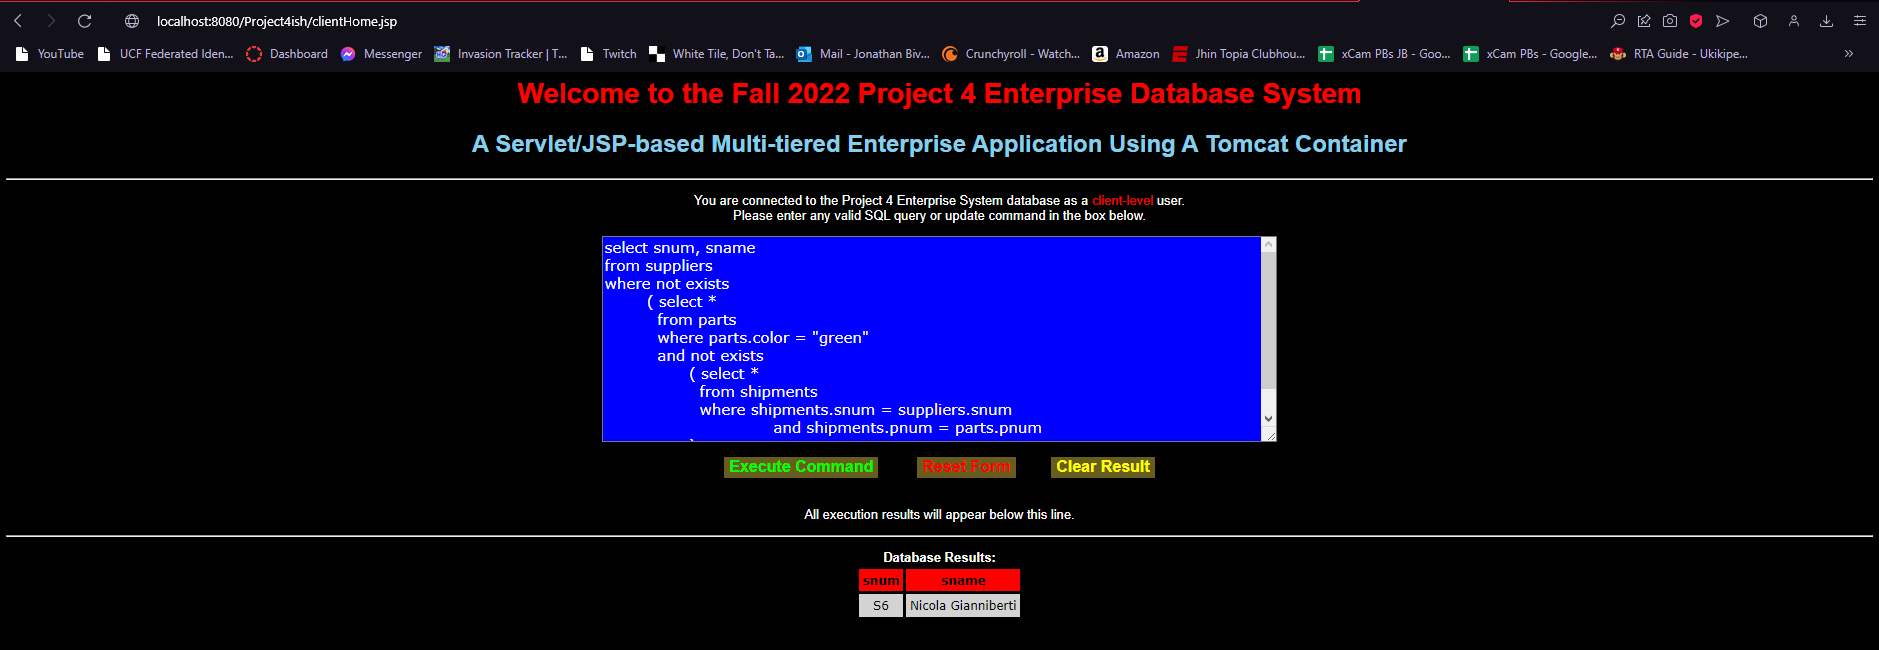 localhost:8080/Project4ish/clientHome.jsp
YouTube UCF Federated Iden... Dashboard Messenger Invasion Tracker | T... Twitch White Tile, Don't Ta... Mail - Jonathan Biv... Crunchyroll - Watch... Amazon Jhin Topia Clubhou... xCam PBs JB - Goo... xCam PBs - Google... RTA Guide - Ukikipe... »
Welcome to the Fall 2022 Project 4 Enterprise Database System
A Servlet/JSP-based Multi-tiered Enterprise Application Using A Tomcat Container
You are connected to the Project 4 Enterprise System database as a client-level user.
Please enter any valid SQL query or update command in the box below.
select snum, sname
from suppliers
where not exists
( select *
from parts
where parts.color = "green"
and not exists
( select *
from shipments
where shipments.snum = suppliers.snum
and shipments.pnum = parts.pnum
Execute Command Reset Form Clear Result
All execution results will appear below this line.
Database Results:
snum sname
S6 Nicola Gianniberti